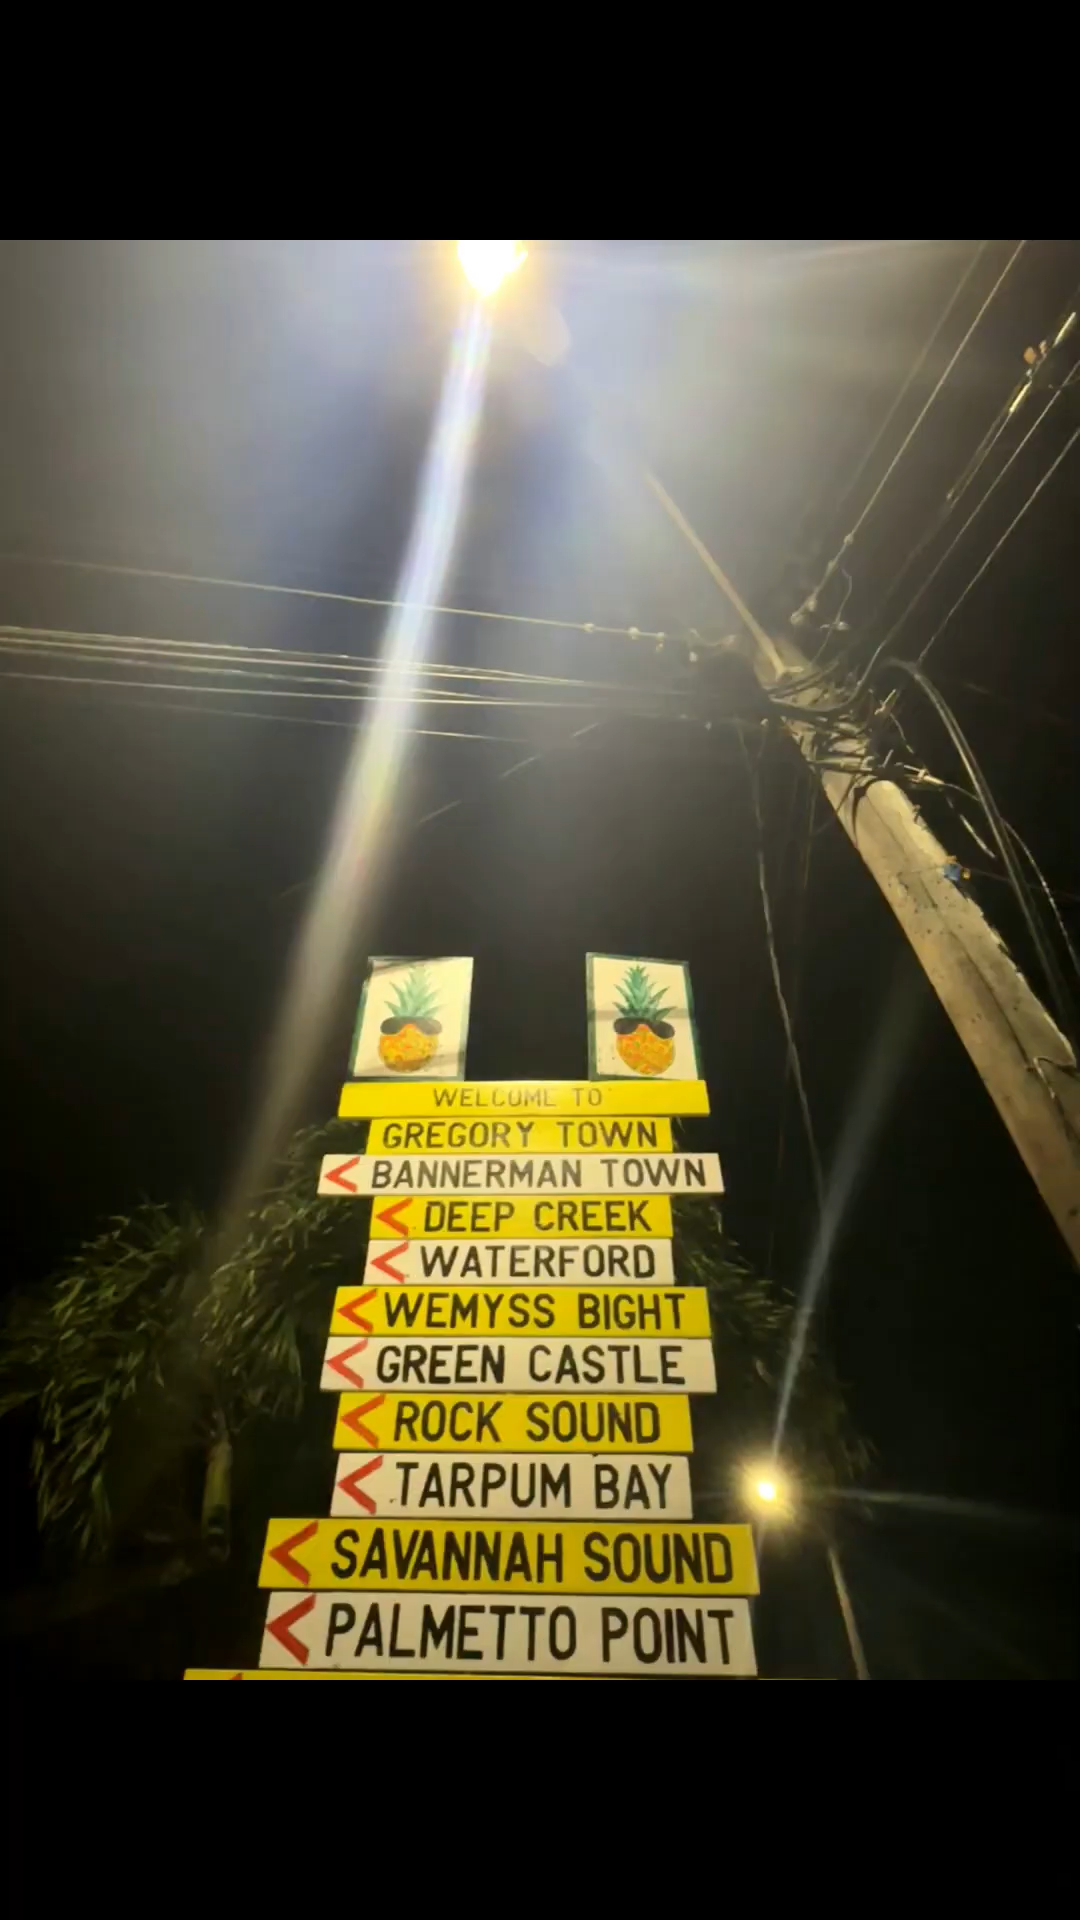 WELCOME TO
GREGORY TOWN
< BANNERMAN TOWN
< DEEP CREEK
< WATERFORD
< WEMYSS BIGHT
< GREEN CASTLE
< ROCK SOUND
< TARPUM BAY
< SAVANNAH SOUND
< PALMETTO POINT